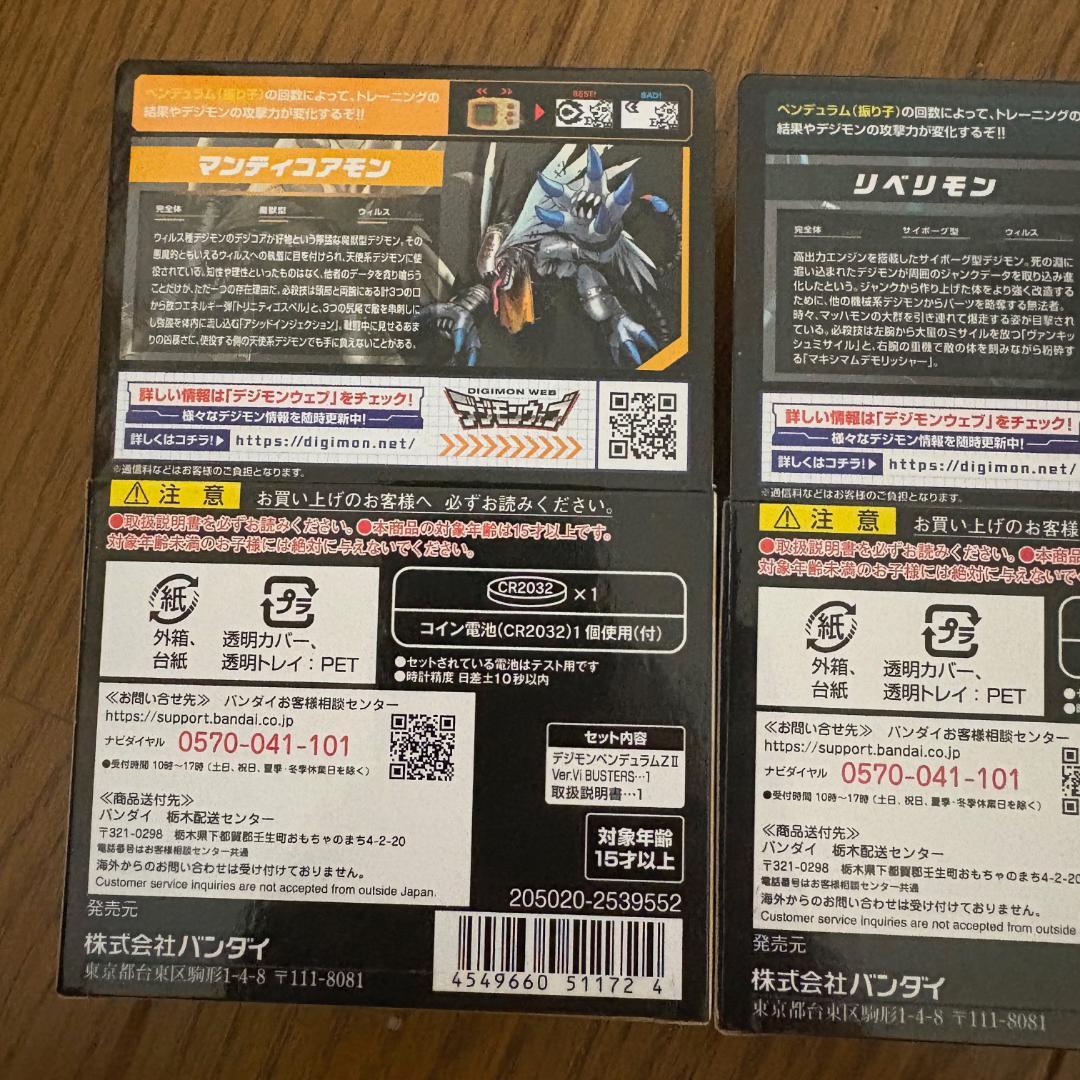 ペンデュラム(振り子)の回数によって、トレーニングの
結果やデジモンの攻撃力が変化するぞ!!
BEST!
BAD!
マンティコアモン
完全体
魔獣型
ウィルス
ウィルス種デジモンのデジコアが好物という獰猛な魔獣型デジモン。その
悪魔的ともいえるウィルスへの執着に目を付けられ、天使系デジモンに使
役されている。知性や理性といったものはなく、他者のデータを貪り喰らう
ことだけが、ただ一つの存在理由だ。必殺技は頭局と両腕にある計3つの口
から放つエネルギー弾「トリニティゴスペル」と、3つの尻尾で敵を串刺しに
し強酸を体内に流し込む「アシッドインジェクション」。戦闘中に見せるあま
りの凶暴さに、使役する側の天使系デジモンでも手に負えないことがある。
詳しい情報は「デジモンウェブ」をチェック!
様々なデジモン情報を随時更新中!
詳しくはコチラ!▶ https://digimon.net/
DIGIMON WEB
デジモンウェブ
※通信料などはお客様のご負担となります。
⚠注 意 お買い上げのお客様へ 必ずお読みください。
●取扱説明書を必ずお読みください。●本商品の対象年齢は15才以上です。
対象年齢未満のお子様には絶対に与えないでください。
紙
外箱、
台紙
プラ
透明カバー、
透明トレイ:PET
CR2032 ×1
コイン電池(CR2032)1個使用(付)
●セットされている電池はテスト用です
●時計精度 日差±10秒以内
≪お問い合せ先≫ バンダイお客様相談センター
https://support.bandai.co.jp
ナビダイヤル 0570-041-101
●受付時間 10時〜17時(土日、祝日、夏季・冬季休業日を除く)
≪商品送付先≫
バンダイ 栃木配送センター
〒321-0298 栃木県下都賀郡壬生町おもちゃのまち4-2-20
電話番号はお客様相談センター共通
海外からのお問い合わせは受け付けておりません。
Customer service inquiries are not accepted from outside Japan.
セット内容
デジモンペンデュラムZⅡ
Ver.Vi BUSTERS…1
取扱説明書…1
対象年齢
15才以上
205020-2539552
発売元
株式会社バンダイ
東京都台東区駒形1-4-8 〒111-8081
4549660 51172 4
ペンデュラム(振り子)の回数によって、トレーニングの
結果やデジモンの攻撃力が変化するぞ!!
リベリモン
完全体
サイボーグ型
ウィルス
高出力エンジンを搭載したサイボーグ型デジモン。死の淵に
追い込まれたデジモンが周囲のジャンクデータを取り込み進
化したという。ジャンクから作り上げた体をより強く改造する
ために、他の機械系デジモンからパーツを略奪する無法者。
時々、マッハモンの大群を引き連れて爆走する姿が目撃され
ている。必殺技は左腕から大量のミサイルを放つ「ヴァンキッ
シュミサイル」と、右腕の重機で敵の体を刻みながら粉砕す
る「マキシマムデモリッシャー」。
詳しい情報は「デジモンウェブ」をチェック!
様々なデジモン情報を随時更新中!
詳しくはコチラ!▶ https://digimon.net/
※通信料などはお客様のご負担となります。
⚠注 意 お買い上げのお客様
●取扱説明書を必ずお読みください。●本商品
対象年齢未満のお子様には絶対に与えないで
紙
外箱、
台紙
プラ
透明カバー、
透明トレイ:PET
≪お問い合せ先≫ バンダイお客様相談センター
https://support.bandai.co.jp
ナビダイヤル 0570-041-101
●受付時間 10時〜17時(土日、祝日、夏季・冬季休業日を除く)
≪商品送付先≫
バンダイ 栃木配送センター
〒321-0298 栃木県下都賀郡壬生町おもちゃのまち4-2-20
電話番号はお客様相談センター共通
海外からのお問い合わせは受け付けておりません。
Customer service inquiries are not accepted from outside
発売元
株式会社バンダイ
東京都台東区駒形1-4-8 〒111-8081